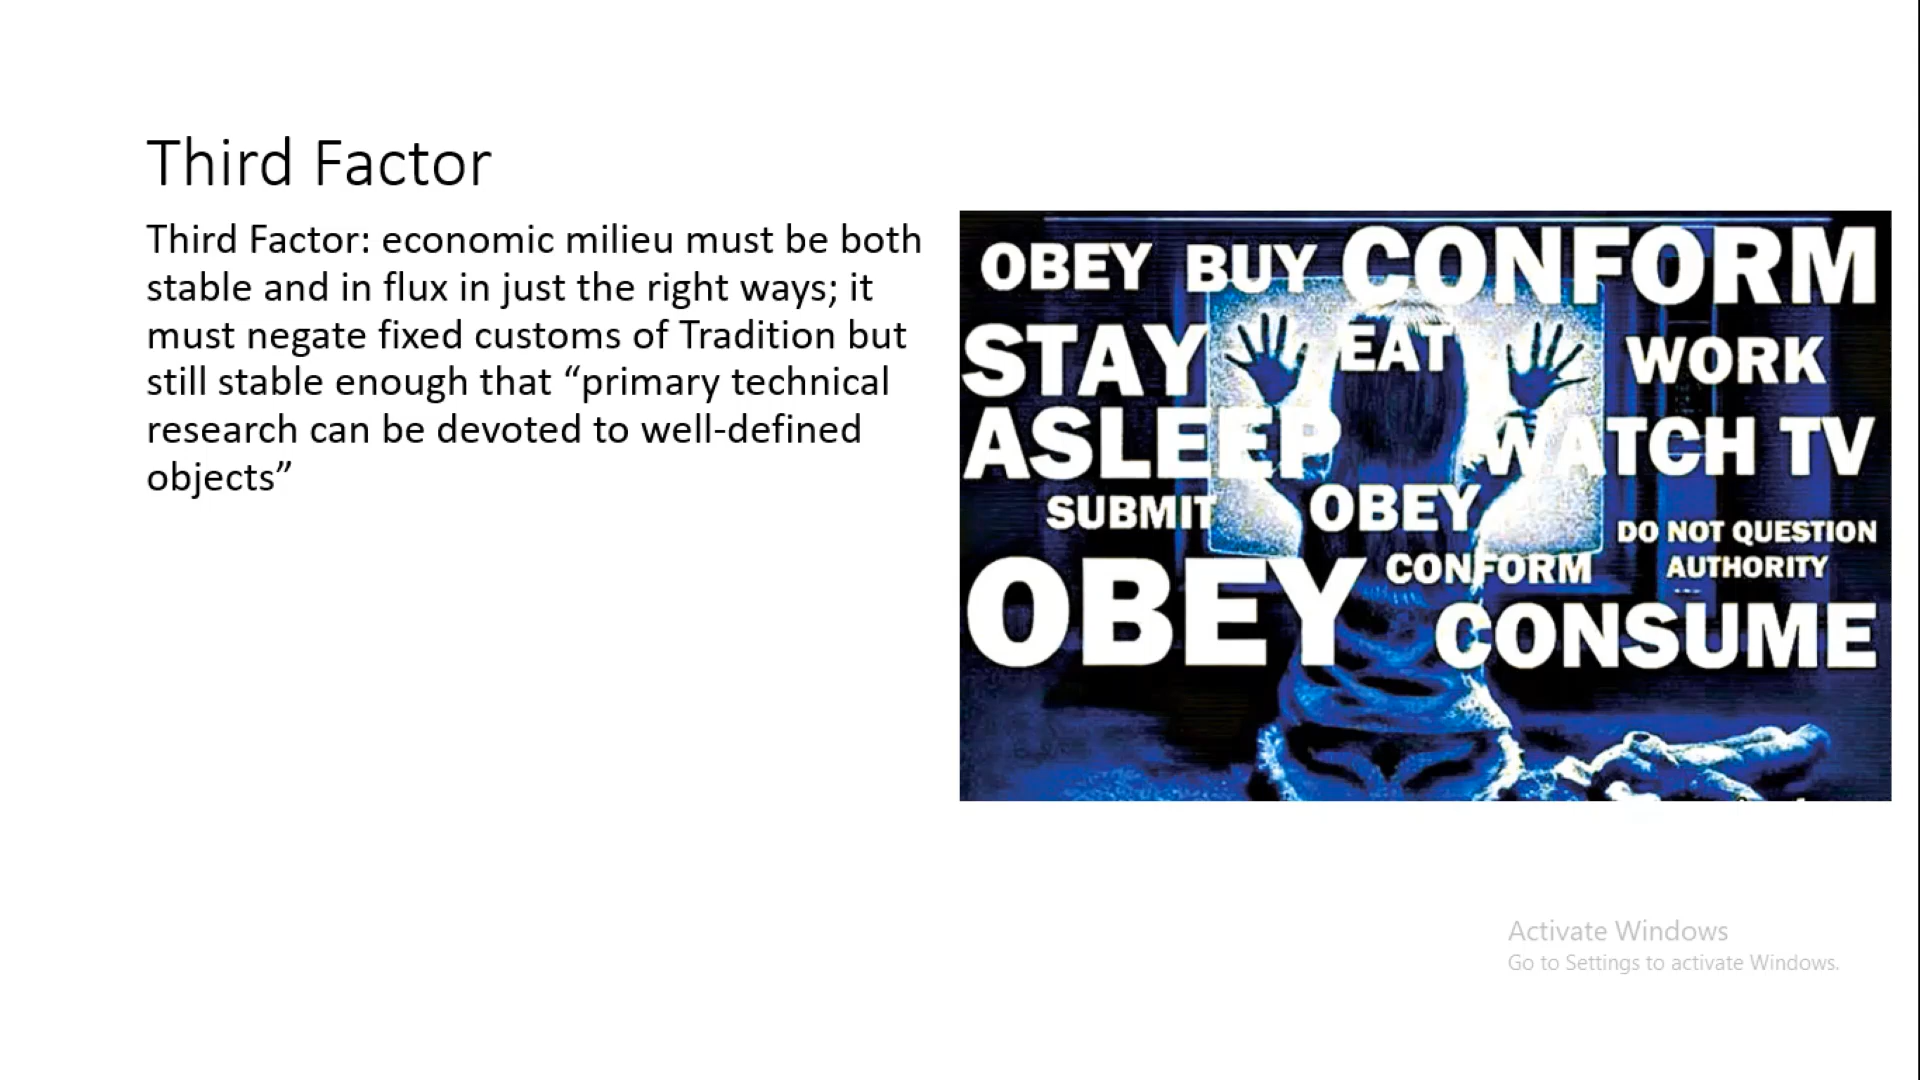 Third Factor
Third Factor: economic milieu must be both
stable and in flux in just the right ways; it
must negate fixed customs of Tradition but
still stable enough that “primary technical
research can be devoted to well-defined
objects”
OBEY BUY CONFORM
STAY EAT WORK
ASLEEP WATCH TV
SUBMIT OBEY DO NOT QUESTION
CONFORM AUTHORITY
OBEY CONSUME
Activate Windows
Go to Settings to activate Windows.